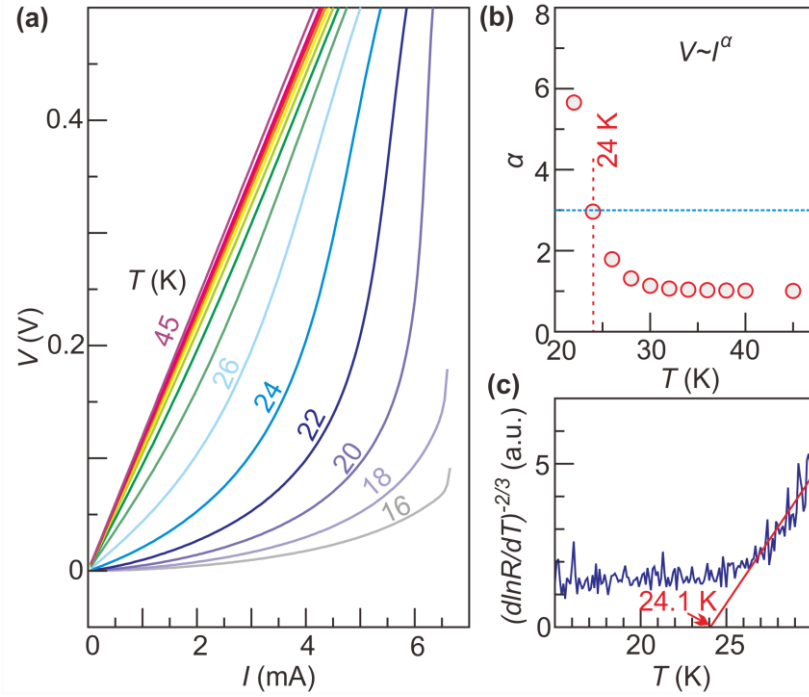 (a)
0.4
0.2
0
V (V)
T (K)
45
26
24
22
20
18
16
0
2
4
6
I (mA)
(b)
V~I^α
8
6
4
2
0
α
24 K
20
30
40
T (K)
(c)
5
0
(dlnR/dT)^-2/3 (a.u.)
24.1 K
20
25
T (K)